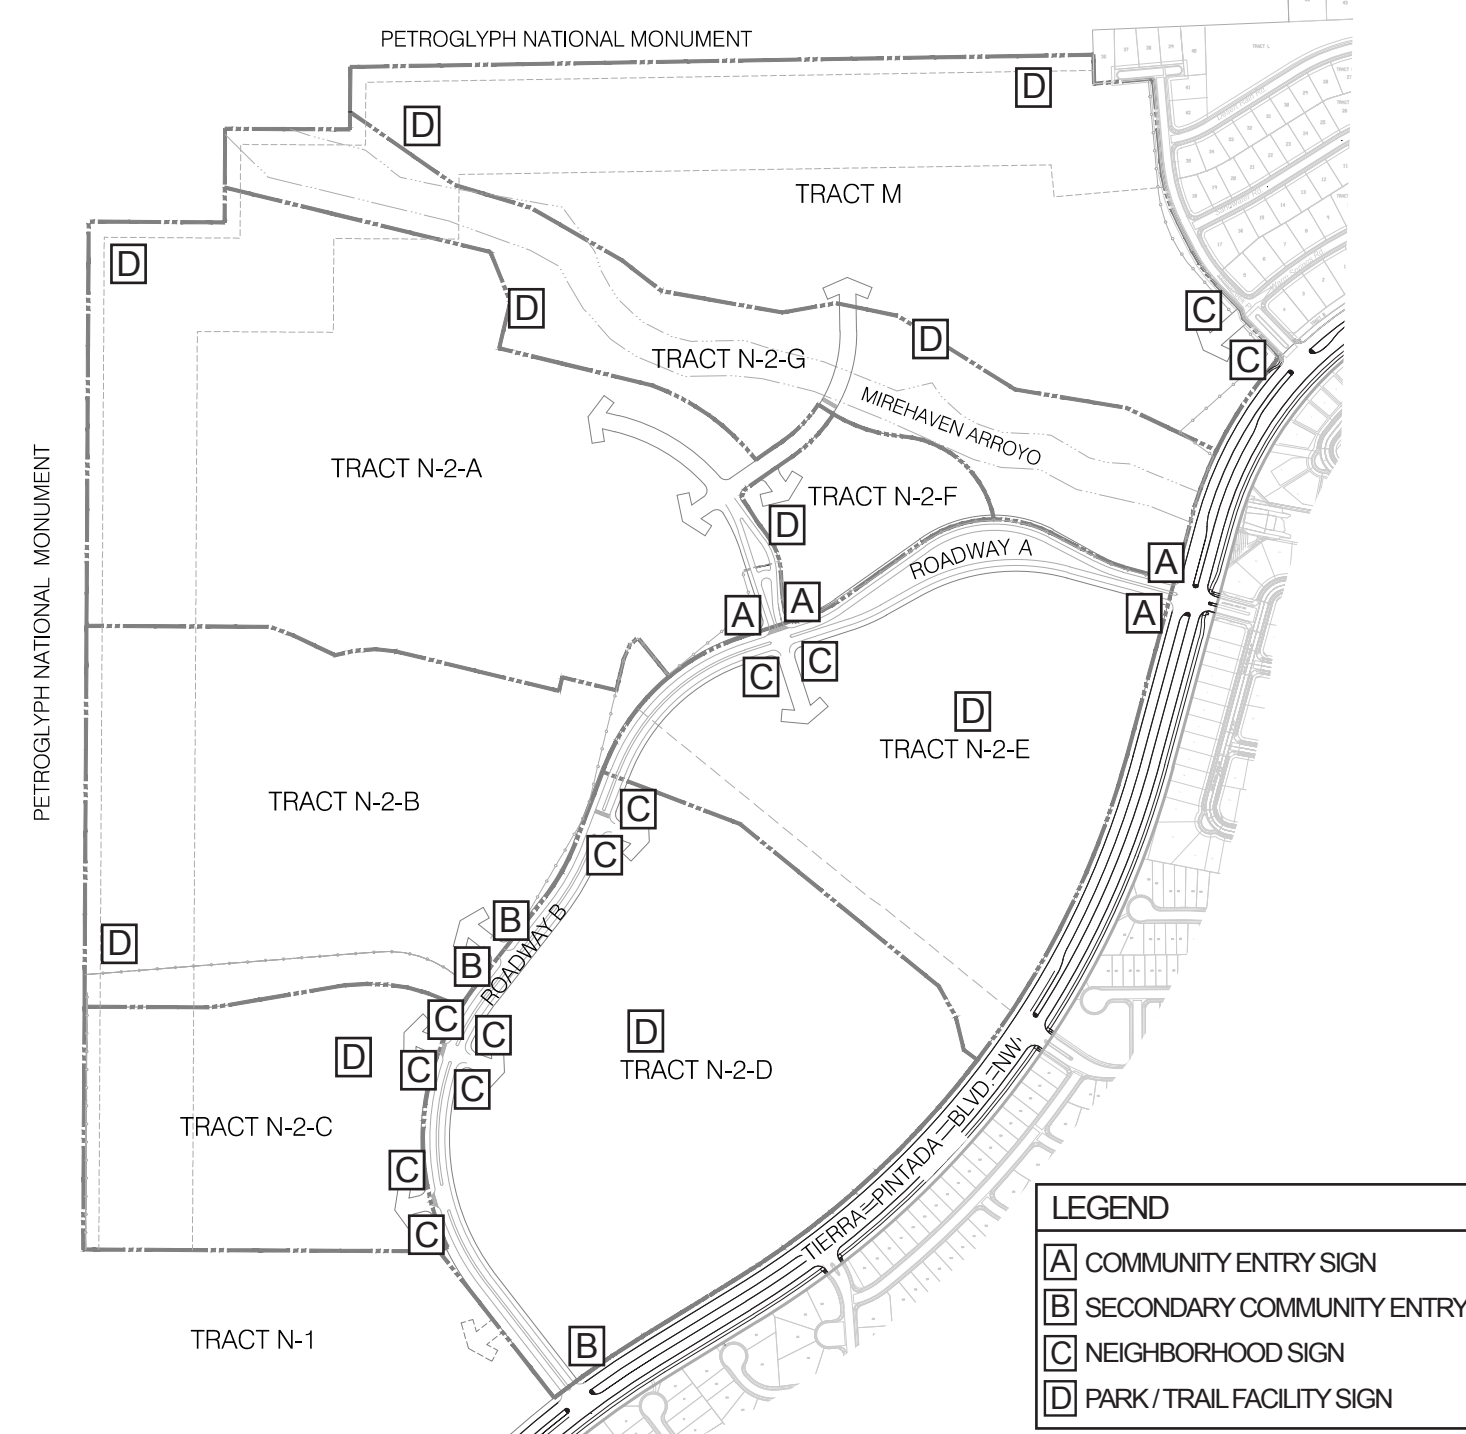 PETROGLYPH NATIONAL MONUMENT
D
D
TRACT M
D
D
C
D
C
TRACT N-2-G
MIREHAVEN ARROYO
PETROGLYPH NATIONAL MONUMENT
TRACT N-2-A
TRACT N-2-F
D
ROADWAY A
A
A
A
A
C
C
D
TRACT N-2-E
TRACT N-2-B
C
C
B
ROADWAY B
D
B
C
C
D
D
C
C
TRACT N-2-D
TIERRA PINTADA BLVD. NW
TRACT N-2-C
C
C
TRACT N-1
B
LEGEND
A COMMUNITY ENTRY SIGN
B SECONDARY COMMUNITY ENTRY
C NEIGHBORHOOD SIGN
D PARK / TRAIL FACILITY SIGN